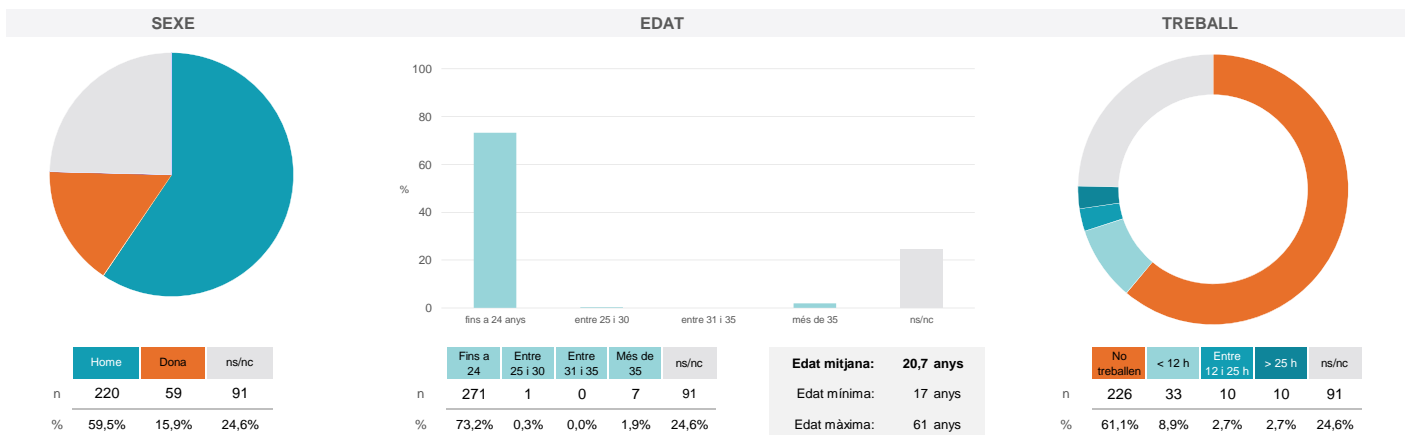 SEXE
EDAT
TREBALL
100
80
60
%
40
20
0
fins a 24 anys
entre 25 i 30
entre 31 i 35
més de 35
ns/nc
Home Dona ns/nc
n 220 59 91
% 59,5% 15,9% 24,6%
Fins a 24 Entre 25 i 30 Entre 31 i 35 Més de 35 ns/nc
n 271 1 0 7 91
% 73,2% 0,3% 0,0% 1,9% 24,6%
Edat mitjana: 20,7 anys
Edat mínima: 17 anys
Edat màxima: 61 anys
No treballen < 12 h Entre 12 i 25 h > 25 h ns/nc
n 226 33 10 10 91
% 61,1% 8,9% 2,7% 2,7% 24,6%